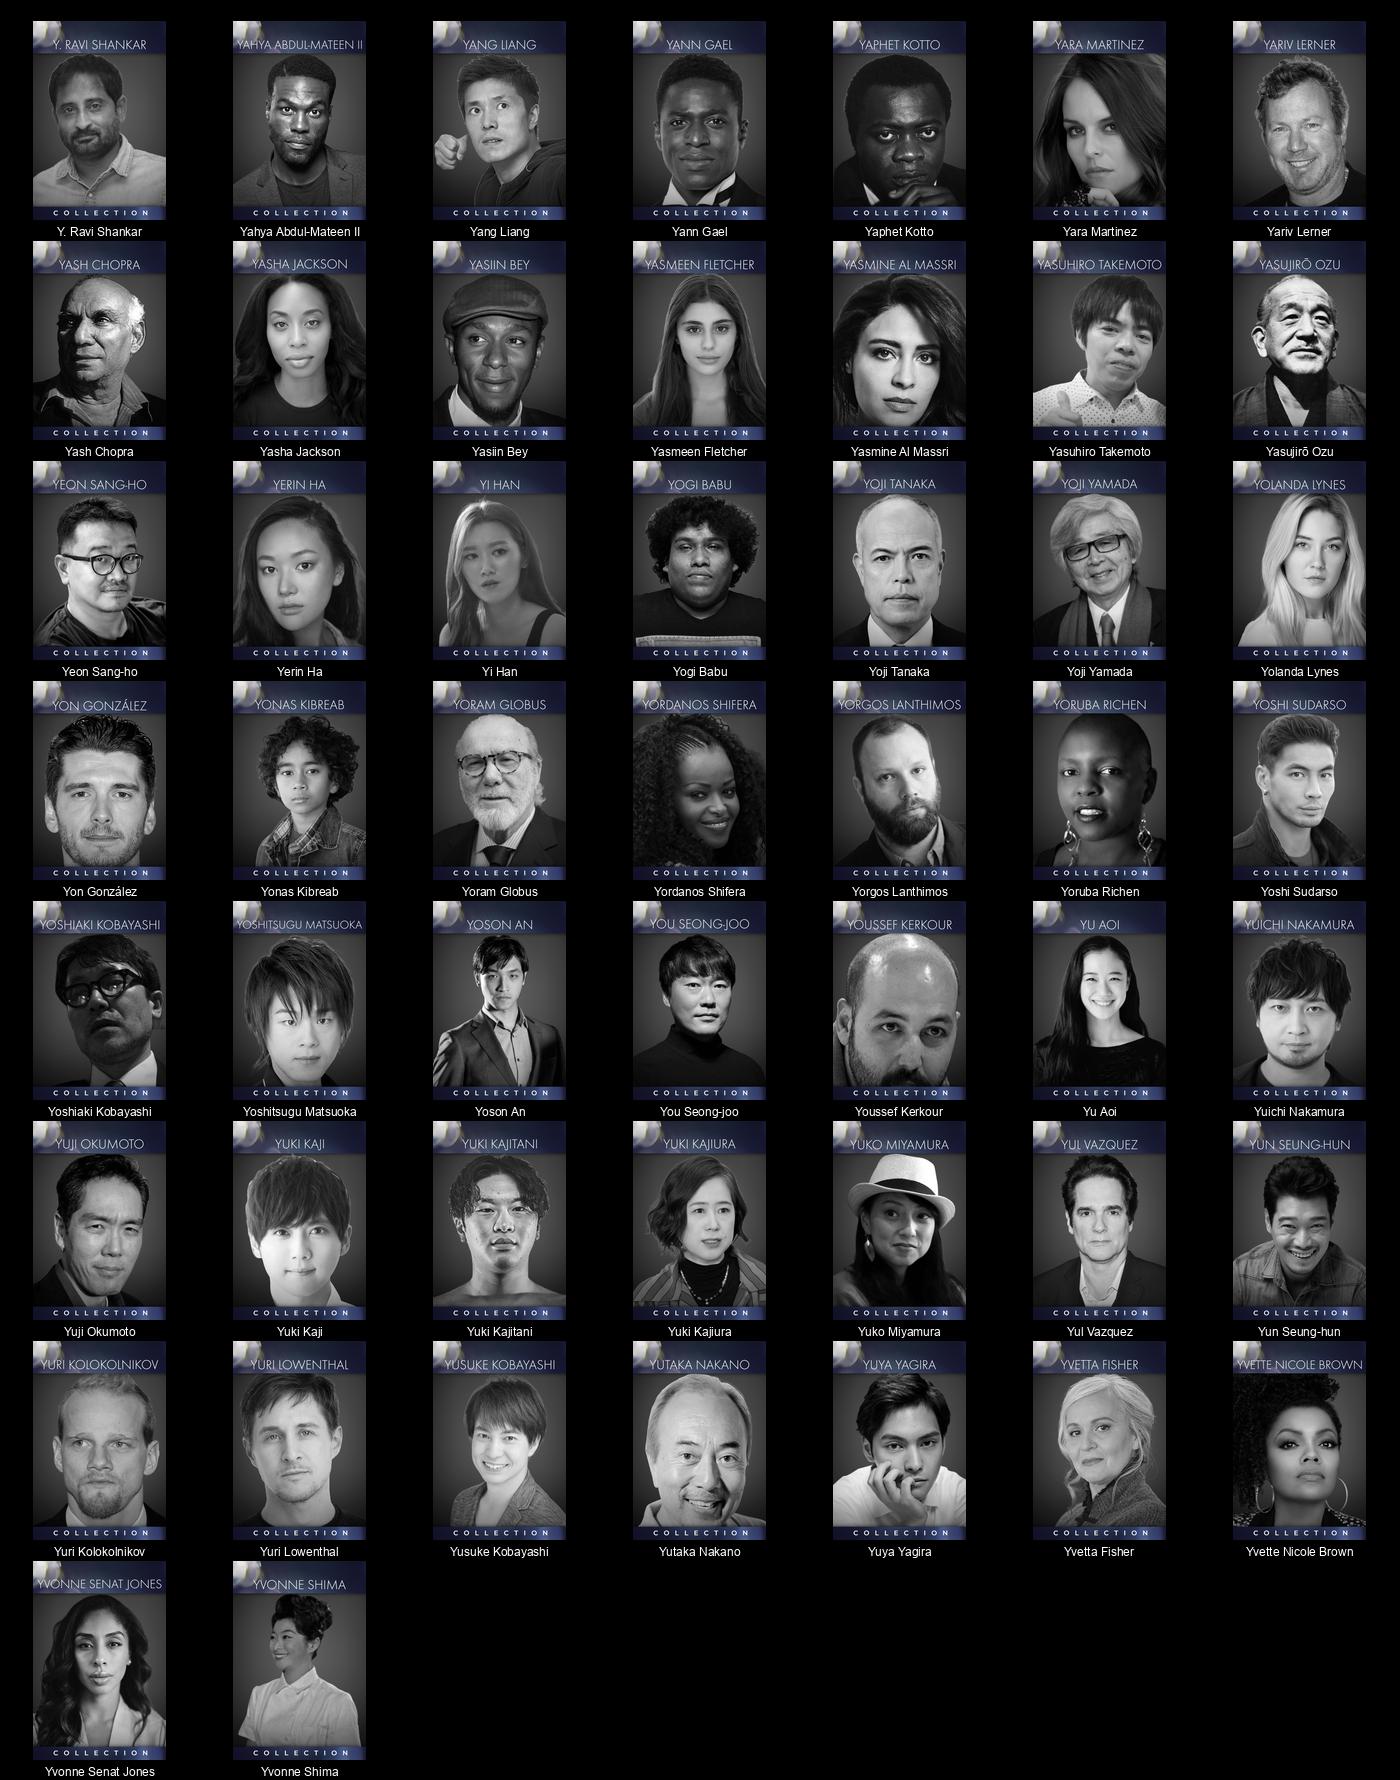 Y. RAVI SHANKAR
YAHYA ABDUL-MATEEN II
YANG LIANG
YANN GAEL
YAPHET KOTTO
YARA MARTINEZ
YARIV LERNER
COLLECTION
COLLECTION
COLLECTION
COLLECTION
COLLECTION
COLLECTION
COLLECTION
Y. Ravi Shankar
Yahya Abdul-Mateen II
Yang Liang
Yann Gael
Yaphet Kotto
Yara Martinez
Yariv Lerner
YASH CHOPRA
YASHA JACKSON
YASIIN BEY
YASMEEN FLETCHER
YASMINE AL MASSRI
YASUHIRO TAKEMOTO
YASUJIRŌ OZU
COLLECTION
COLLECTION
COLLECTION
COLLECTION
COLLECTION
COLLECTION
COLLECTION
Yash Chopra
Yasha Jackson
Yasiin Bey
Yasmeen Fletcher
Yasmine Al Massri
Yasuhiro Takemoto
Yasujirō Ozu
YEON SANG-HO
YERIN HA
YI HAN
YOGI BABU
YOJI TANAKA
YOJI YAMADA
YOLANDA LYNES
COLLECTION
COLLECTION
COLLECTION
COLLECTION
COLLECTION
COLLECTION
COLLECTION
Yeon Sang-ho
Yerin Ha
Yi Han
Yogi Babu
Yoji Tanaka
Yoji Yamada
Yolanda Lynes
YON GONZÁLEZ
YONAS KIBREAB
YORAM GLOBUS
YORDANOS SHIFERA
YORGOS LANTHIMOS
YORUBA RICHEN
YOSHI SUDARSO
COLLECTION
COLLECTION
COLLECTION
COLLECTION
COLLECTION
COLLECTION
COLLECTION
Yon González
Yonas Kibreab
Yoram Globus
Yordanos Shifera
Yorgos Lanthimos
Yoruba Richen
Yoshi Sudarso
YOSHIAKI KOBAYASHI
YOSHITSUGU MATSUOKA
YOSON AN
YOU SEONG-JOO
YOUSSEF KERKOUR
YU AOI
YUICHI NAKAMURA
COLLECTION
COLLECTION
COLLECTION
COLLECTION
COLLECTION
COLLECTION
COLLECTION
Yoshiaki Kobayashi
Yoshitsugu Matsuoka
Yoson An
You Seong-joo
Youssef Kerkour
Yu Aoi
Yuichi Nakamura
YUJI OKUMOTO
YUKI KAJI
YUKI KAJITANI
YUKI KAJIURA
YUKO MIYAMURA
YUL VAZQUEZ
YUN SEUNG-HUN
COLLECTION
COLLECTION
COLLECTION
COLLECTION
COLLECTION
COLLECTION
COLLECTION
Yuji Okumoto
Yuki Kaji
Yuki Kajitani
Yuki Kajiura
Yuko Miyamura
Yul Vazquez
Yun Seung-hun
YURI KOLOKOLNIKOV
YURI LOWENTHAL
YUSUKE KOBAYASHI
YUTAKA NAKANO
YUYA YAGIRA
YVETTA FISHER
YVETTE NICOLE BROWN
COLLECTION
COLLECTION
COLLECTION
COLLECTION
COLLECTION
COLLECTION
COLLECTION
Yuri Kolokolnikov
Yuri Lowenthal
Yusuke Kobayashi
Yutaka Nakano
Yuya Yagira
Yvetta Fisher
Yvette Nicole Brown
YVONNE SENAT JONES
YVONNE SHIMA
COLLECTION
COLLECTION
Yvonne Senat Jones
Yvonne Shima